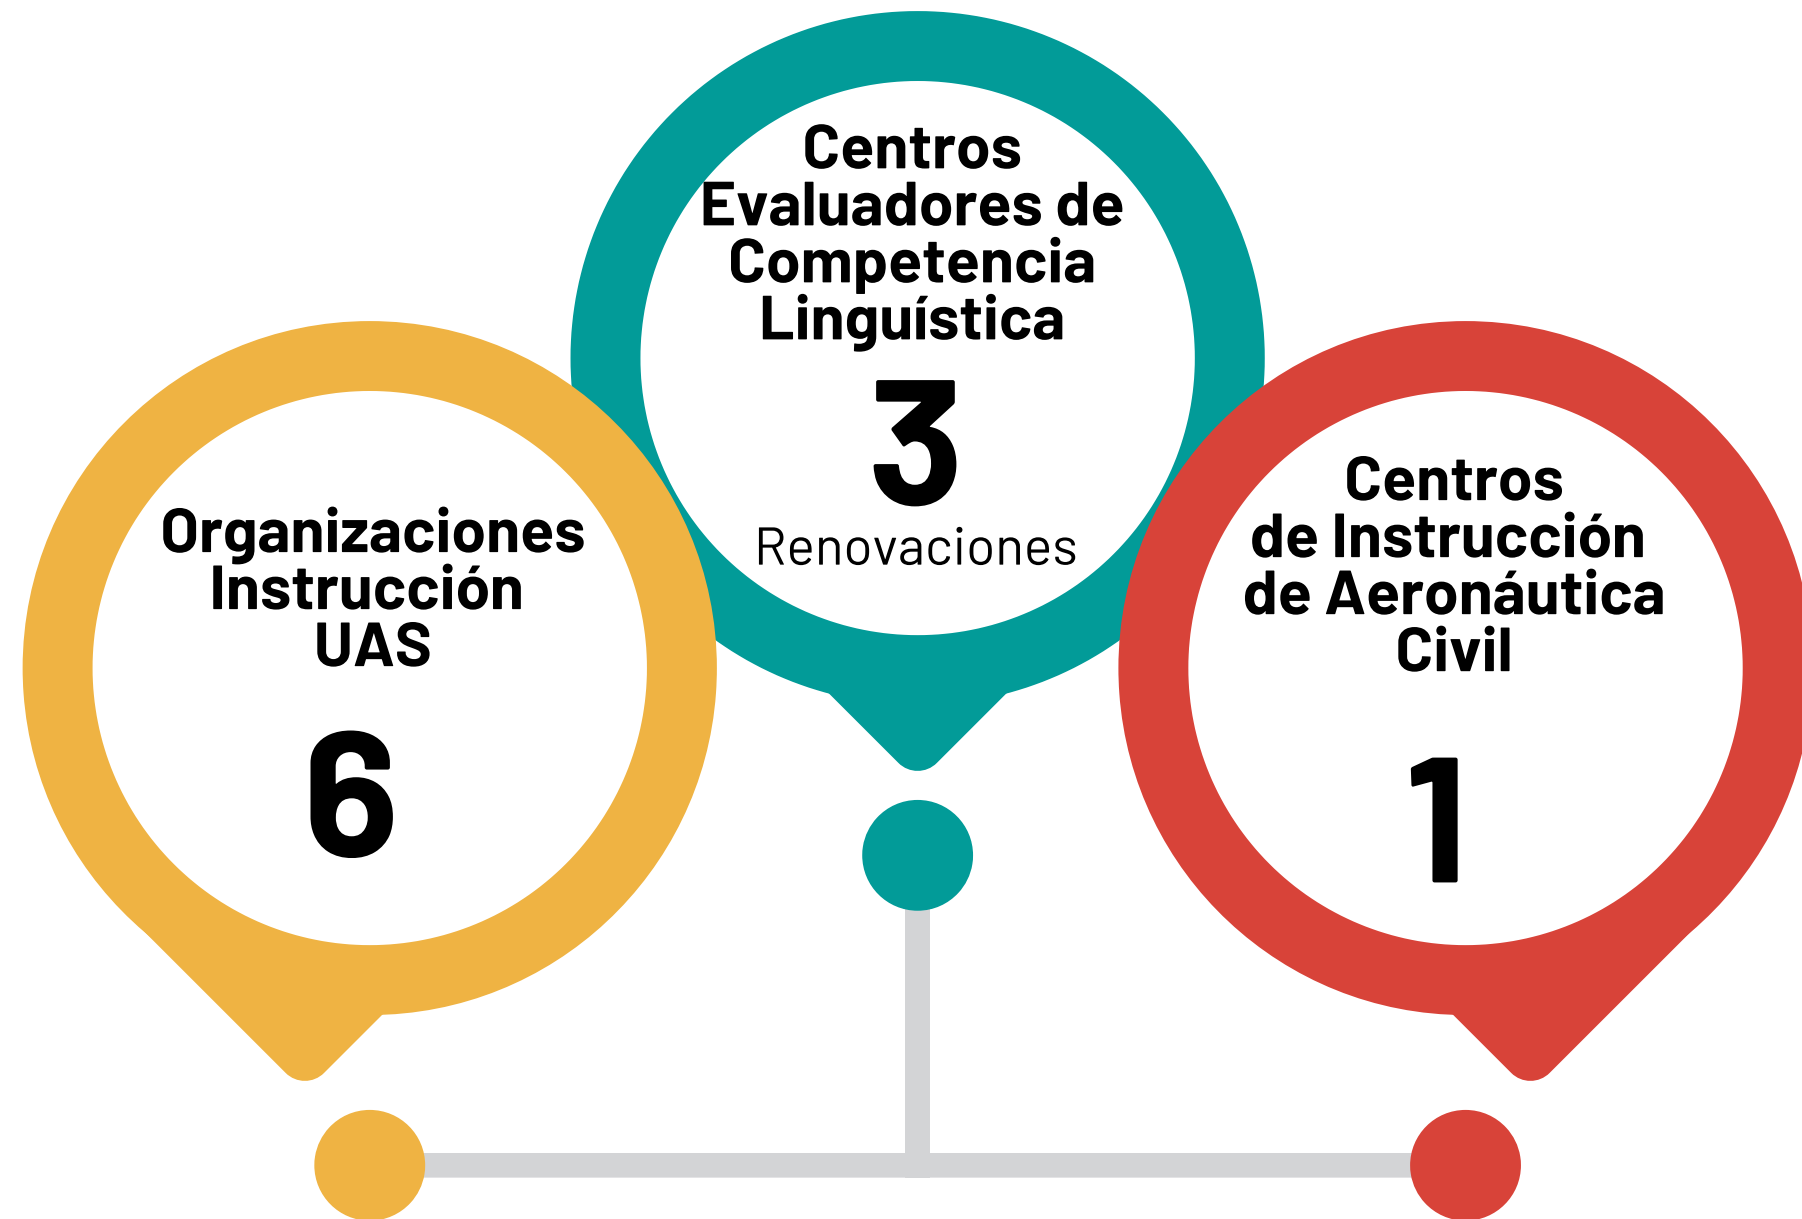 Organizaciones
Instrucción
UAS
6
Centros
Evaluadores de
Competencia
Linguística
3
Renovaciones
Centros
de Instrucción
de Aeronáutica
Civil
1